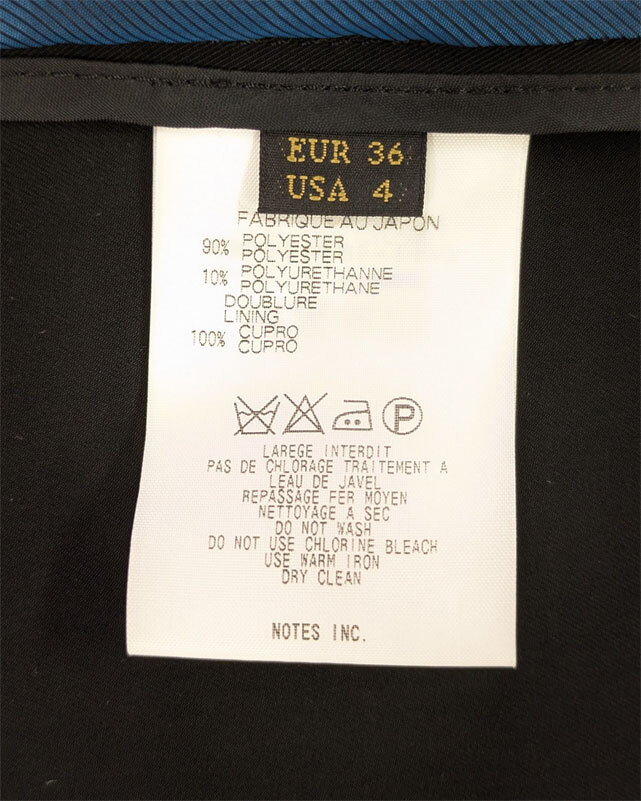 EUR 36
USA 4
FABRIQUE AU JAPON
90% POLYESTER
POLYESTER
10% POLYURETHANNE
POLYURETHANE
DOUBLURE
LINING
100% CUPRO
CUPRO
P
LAREGE INTERDIT
PAS DE CHLORAGE TRAITEMENT A
LEAU DE JAVEL
REPASSAGE FER MOYEN
NETTOYAGE A SEC
DO NOT WASH
DO NOT USE CHLORINE BLEACH
USE WARM IRON
DRY CLEAN
NOTES INC.